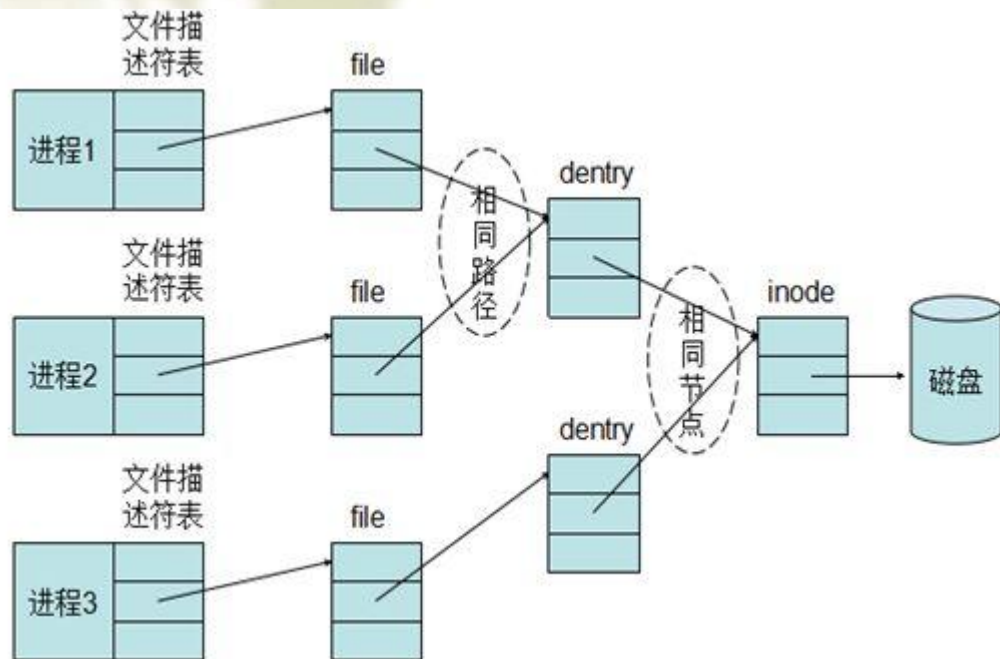 文件描
述符表
file
进程1
dentry
相
同
路
径
文件描
述符表
file
inode
相
同
节
点
进程2
磁盘
dentry
文件描
述符表
file
进程3